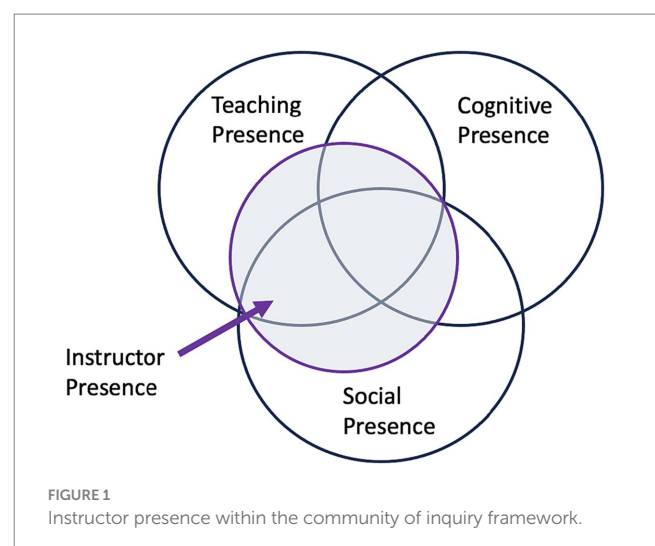 Teaching
Presence
Cognitive
Presence
Instructor
Presence
Social
Presence
FIGURE 1
Instructor presence within the community of inquiry framework.